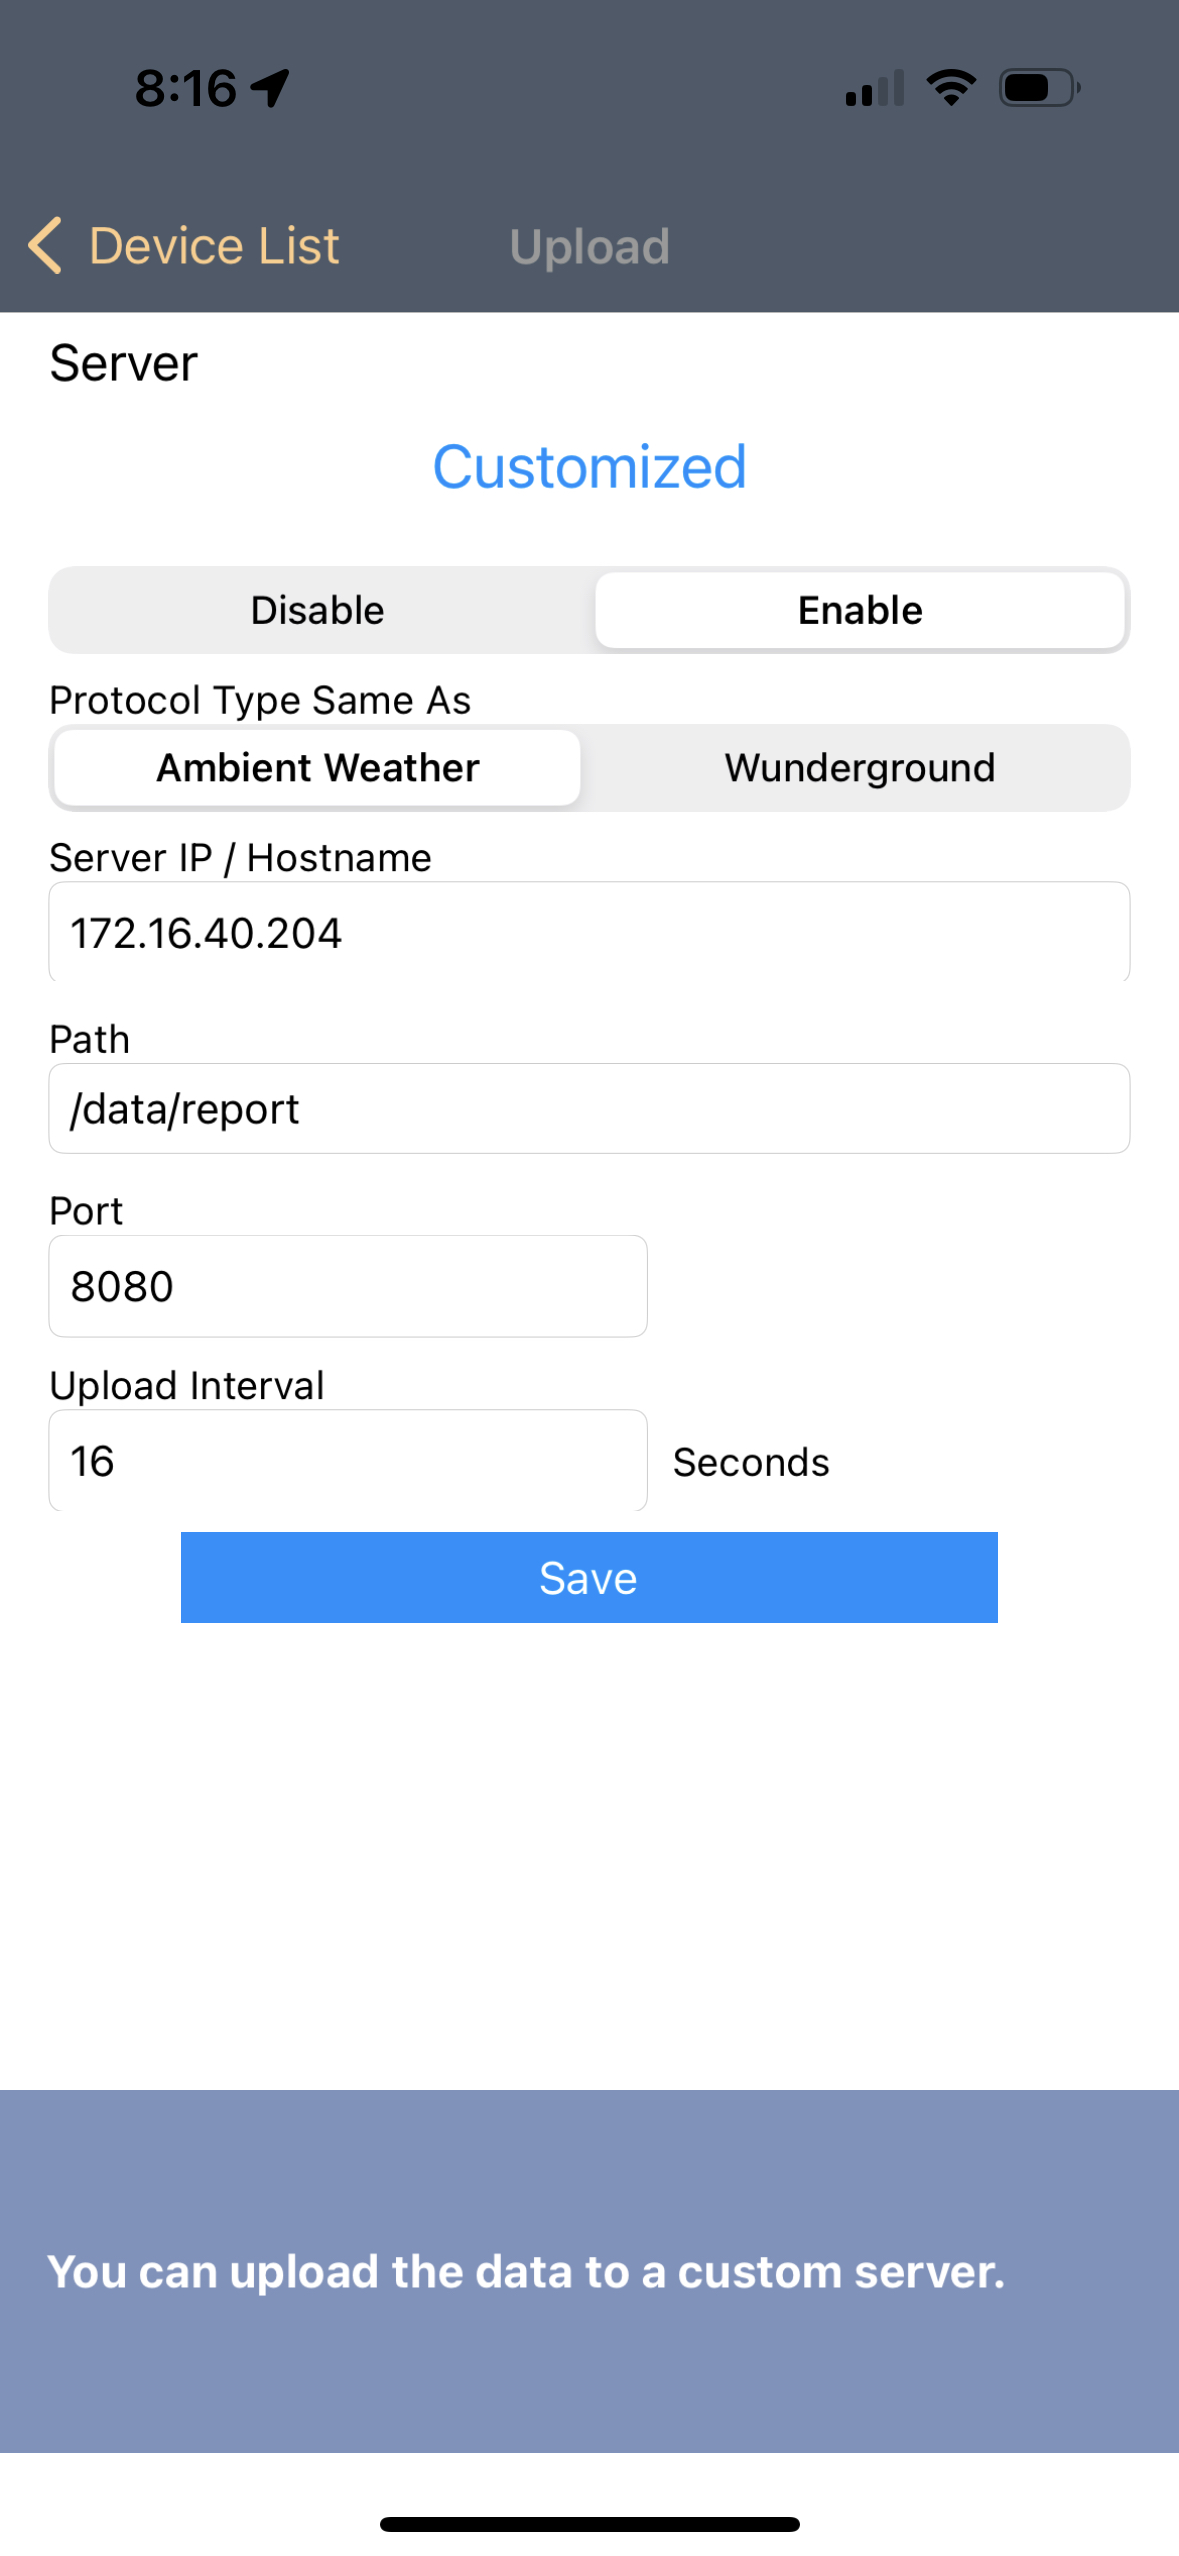 8:16
Device List
Upload
Server
Customized
Disable
Enable
Protocol Type Same As
Ambient Weather
Wunderground
Server IP / Hostname
172.16.40.204
Path
/data/report
Port
8080
Upload Interval
16
Seconds
Save
You can upload the data to a custom server.